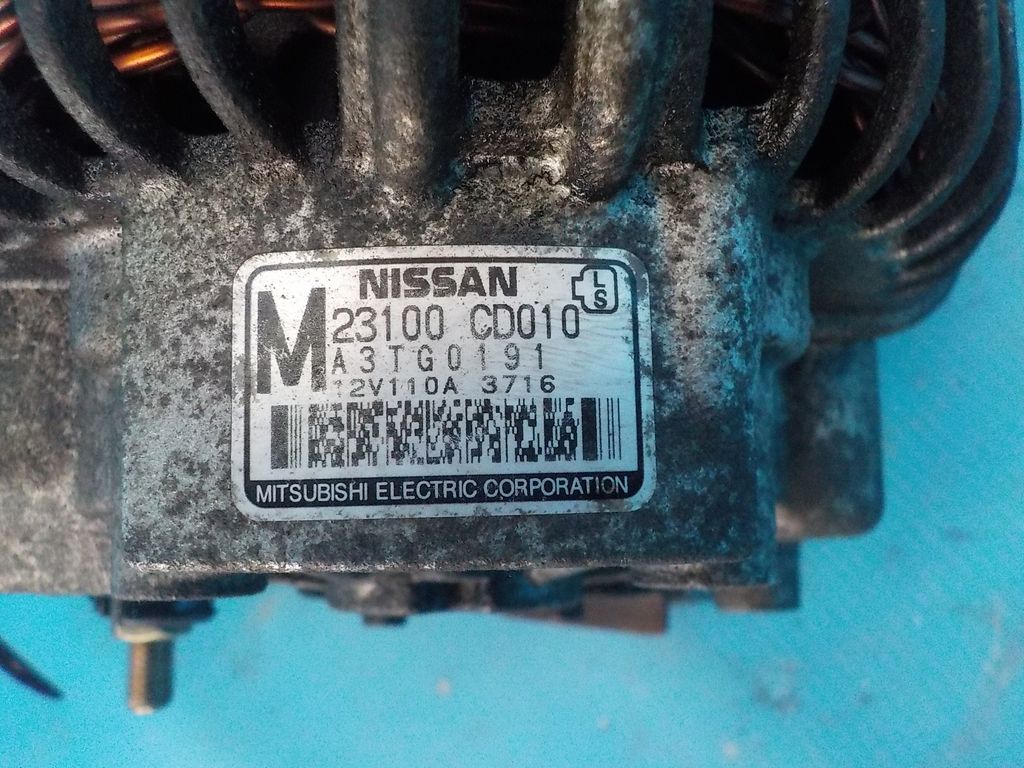 NISSAN
L
S
M
23100 CD010
A3TG0191
12V110A 3716
MITSUBISHI ELECTRIC CORPORATION